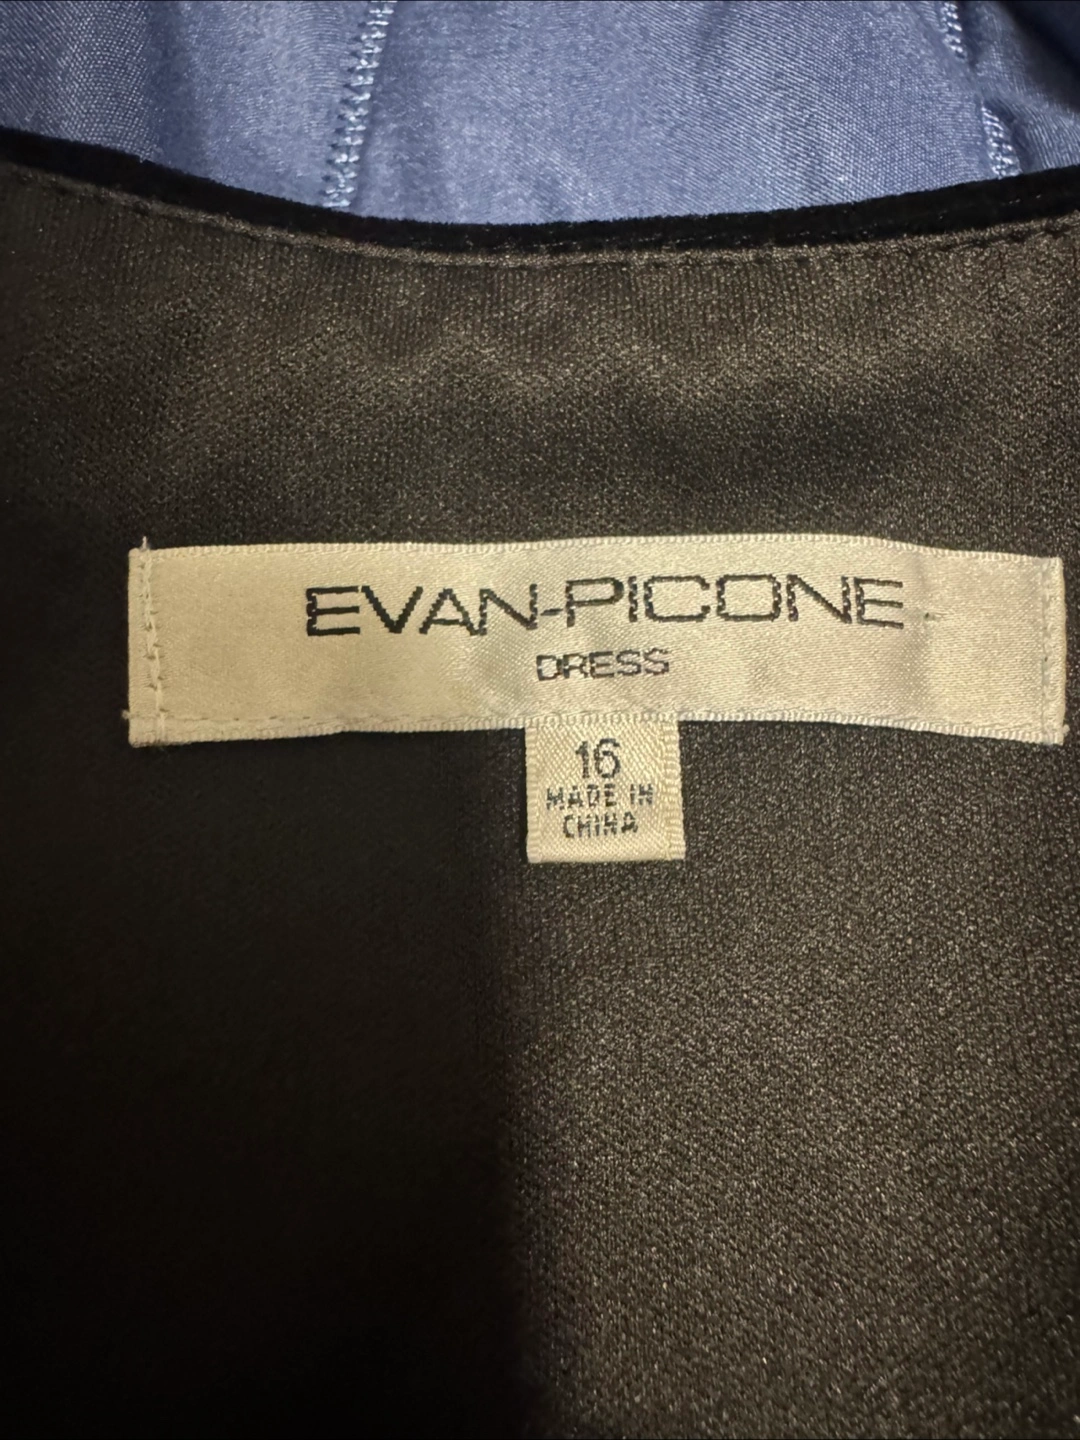 EVAN-PICONE
DRESS
16
MADE IN
CHINA